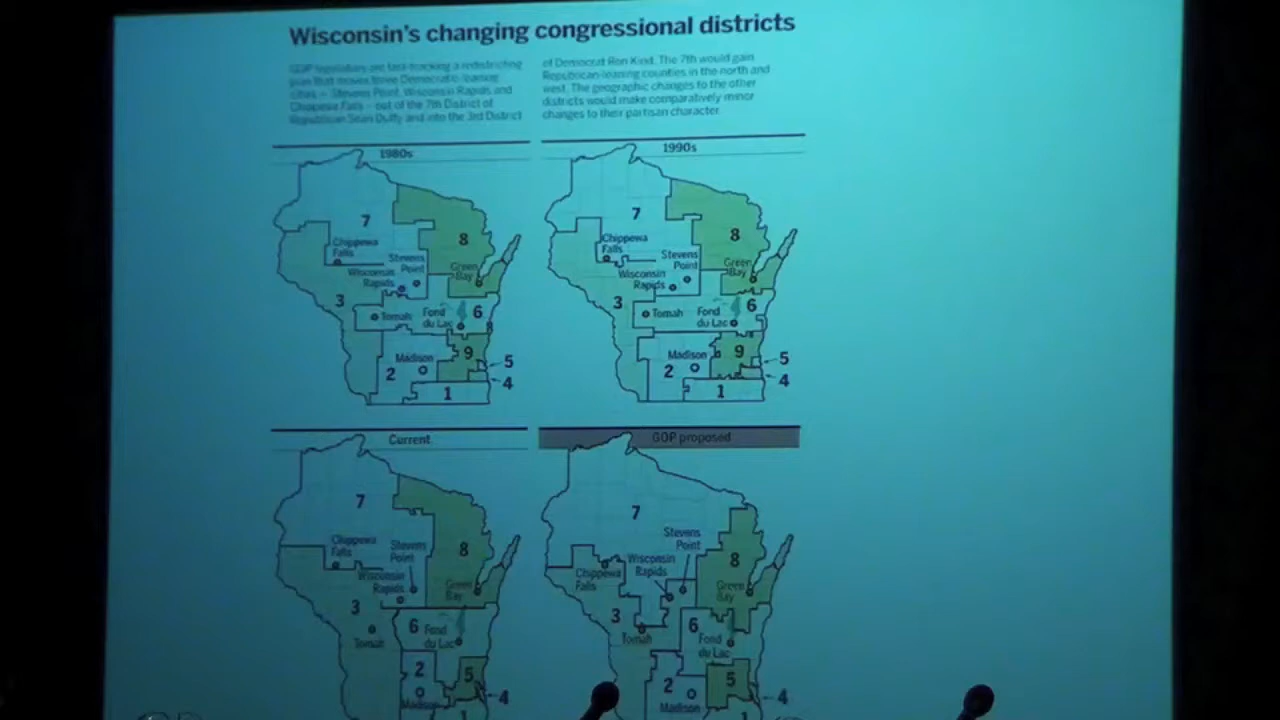 Wisconsin's changing congressional districts
GOP legislators are fast-tracking a redistricting
plan that moves three Democratic-leaning
cities – Stevens Point, Wisconsin Rapids and
Chippewa Falls – out of the 7th District of
Republican Sean Duffy and into the 3rd District
of Democrat Ron Kind. The 7th would gain
Republican-leaning counties in the north and
west. The geographic changes to the other
districts would make comparatively minor
changes to their partisan character.
1980s
7
8
Chippewa
Falls
Stevens
Point
Green
Bay
Wisconsin
Rapids
3
Tomah
Fond
du Lac
6
Madison
9
5
2
4
1
1990s
7
8
Chippewa
Falls
Stevens
Point
Green
Bay
Wisconsin
Rapids
3
Tomah
Fond
du Lac
6
Madison
9
5
2
4
1
Current
7
8
Chippewa
Falls
Stevens
Point
Wisconsin
Rapids
Green
Bay
3
6
Fond
du Lac
Tomah
2
5
4
Madison
1
GOP proposed
7
Stevens
Point
8
Wisconsin
Rapids
Chippewa
Falls
Green
Bay
3
6
Tomah
Fond
du Lac
2
5
4
Madison
1